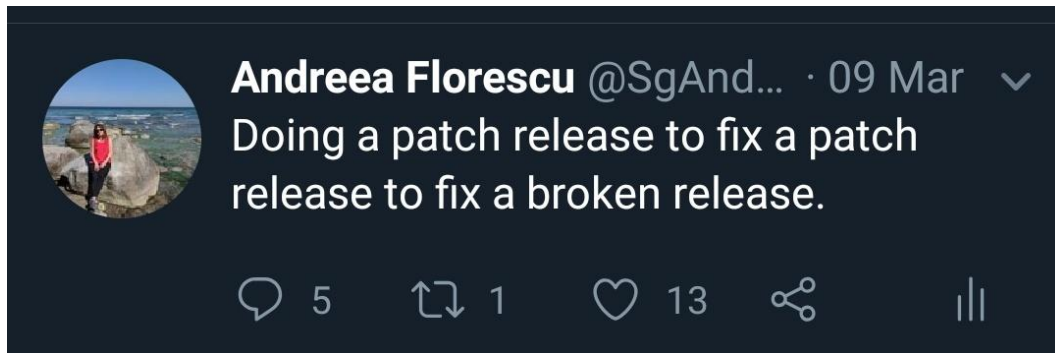 Andreea Florescu @SgAnd... · 09 Mar
Doing a patch release to fix a patch
release to fix a broken release.
5 1 13